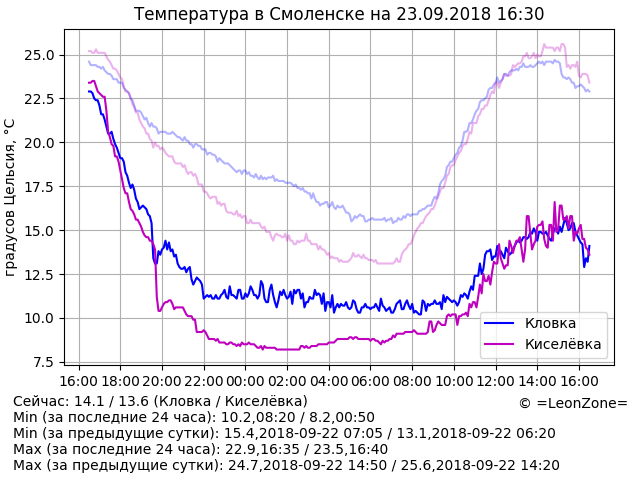 Температура в Смоленске на 23.09.2018 16:30
градусов Цельсия, °C
25.0
22.5
20.0
17.5
15.0
12.5
10.0
7.5
Кловка
Киселёвка
16:00 18:00 20:00 22:00 00:00 02:00 04:00 06:00 08:00 10:00 12:00 14:00 16:00
Сейчас: 14.1 / 13.6 (Кловка / Киселёвка)
© =LeonZone=
Min (за последние 24 часа): 10.2,08:20 / 8.2,00:50
Min (за предыдущие сутки): 15.4,2018-09-22 07:05 / 13.1,2018-09-22 06:20
Max (за последние 24 часа): 22.9,16:35 / 23.5,16:40
Max (за предыдущие сутки): 24.7,2018-09-22 14:50 / 25.6,2018-09-22 14:20